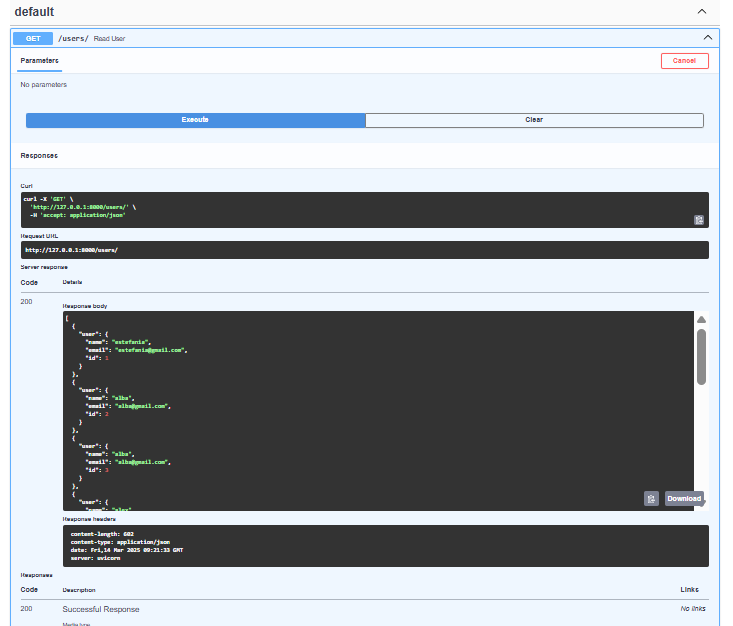 default
GET /users/ Read User
Parameters
Cancel
No parameters
Execute
Clear
Responses
Curl
curl -X 'GET' \
'http://127.0.0.1:8000/users/' \
-H 'accept: application/json'
Request URL
http://127.0.0.1:8000/users/
Server response
Code Details
200
Response body
[
{
"user": {
"name": "estefania",
"email": "estefania@gmail.com",
"id": 1
}
},
{
"user": {
"name": "alba",
"email": "alba@gmail.com",
"id": 2
}
},
{
"user": {
"name": "alba",
"email": "alba@gmail.com",
"id": 3
}
},
{
"user": {
"name": "alex",
Download
Response headers
content-length: 602
content-type: application/json
date: Fri,14 Mar 2025 09:21:33 GMT
server: uvicorn
Responses
Code Description Links
200 Successful Response No links
Media type